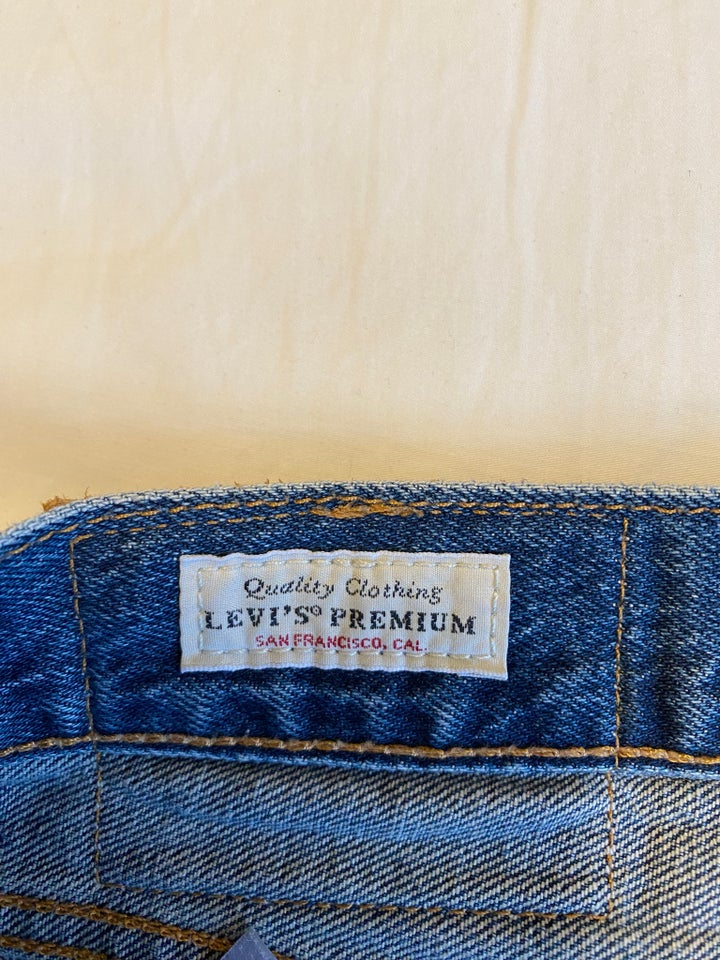 Quality Clothing
LEVI'S® PREMIUM
SAN FRANCISCO, CAL.